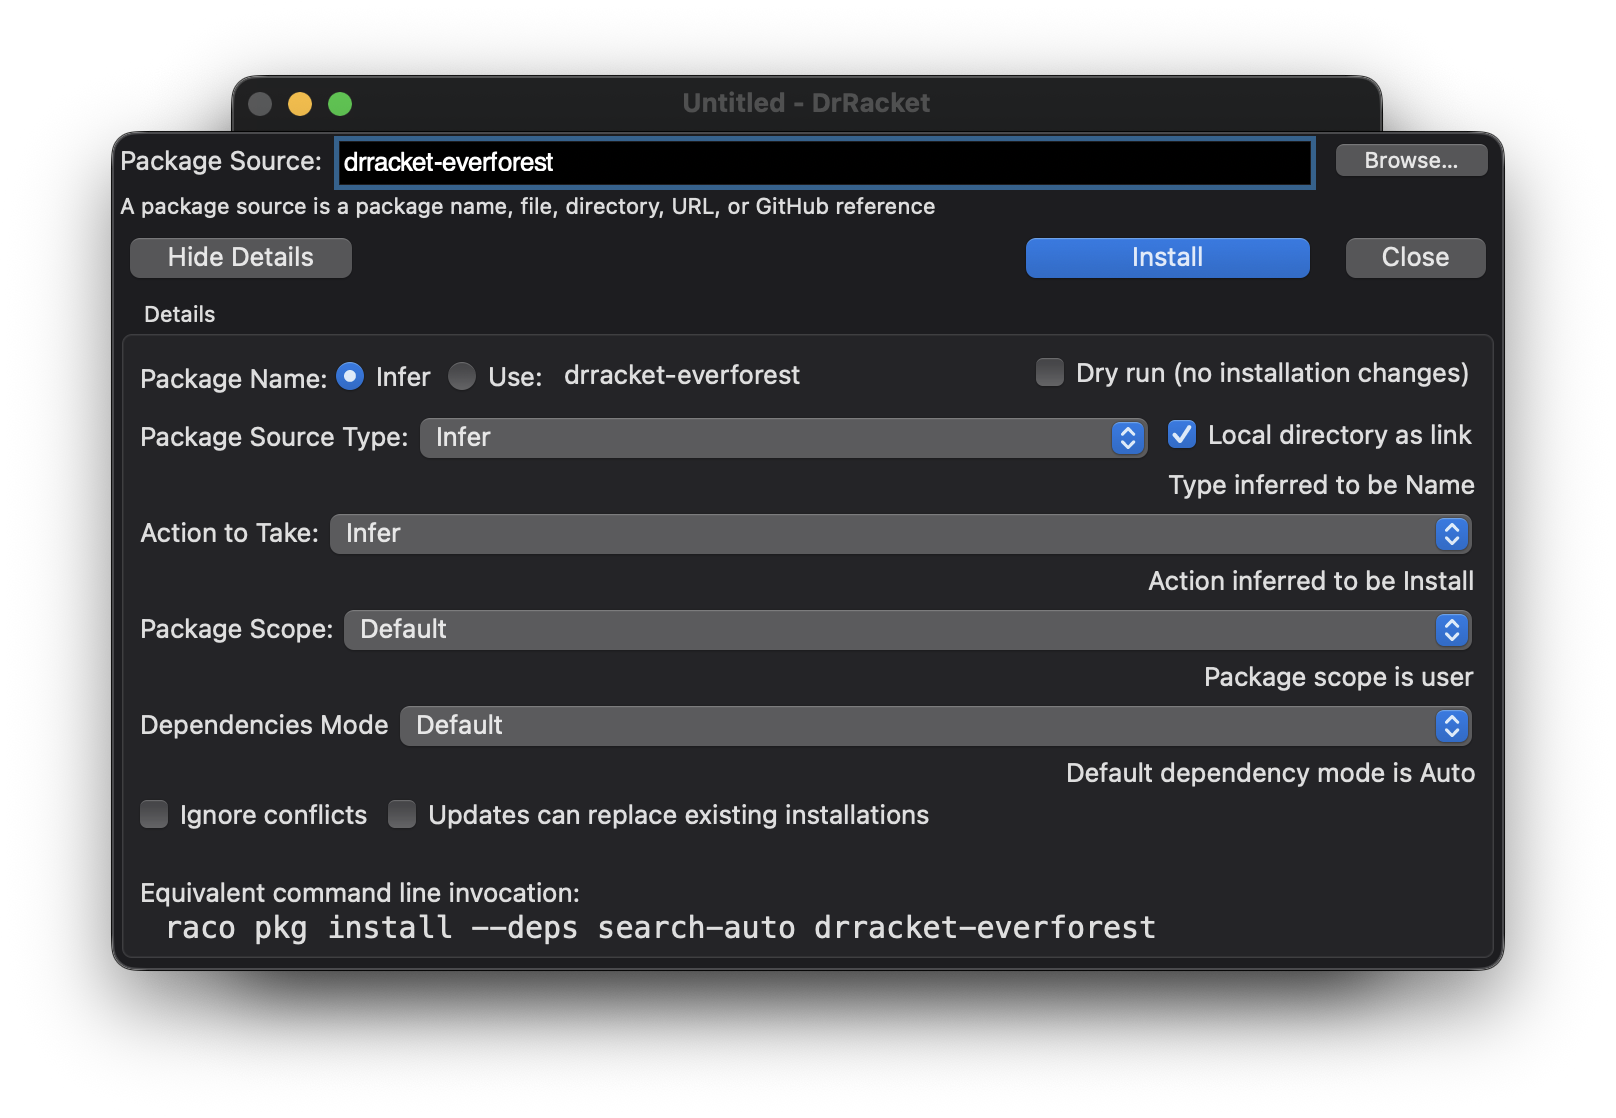 Untitled - DrRacket
Package Source: drracket-everforest Browse...
A package source is a package name, file, directory, URL, or GitHub reference
Hide Details Install Close
Details
Package Name: Infer Use: drracket-everforest Dry run (no installation changes)
Package Source Type: Infer Local directory as link
Type inferred to be Name
Action to Take: Infer
Action inferred to be Install
Package Scope: Default
Package scope is user
Dependencies Mode Default
Default dependency mode is Auto
Ignore conflicts Updates can replace existing installations
Equivalent command line invocation:
raco pkg install --deps search-auto drracket-everforest